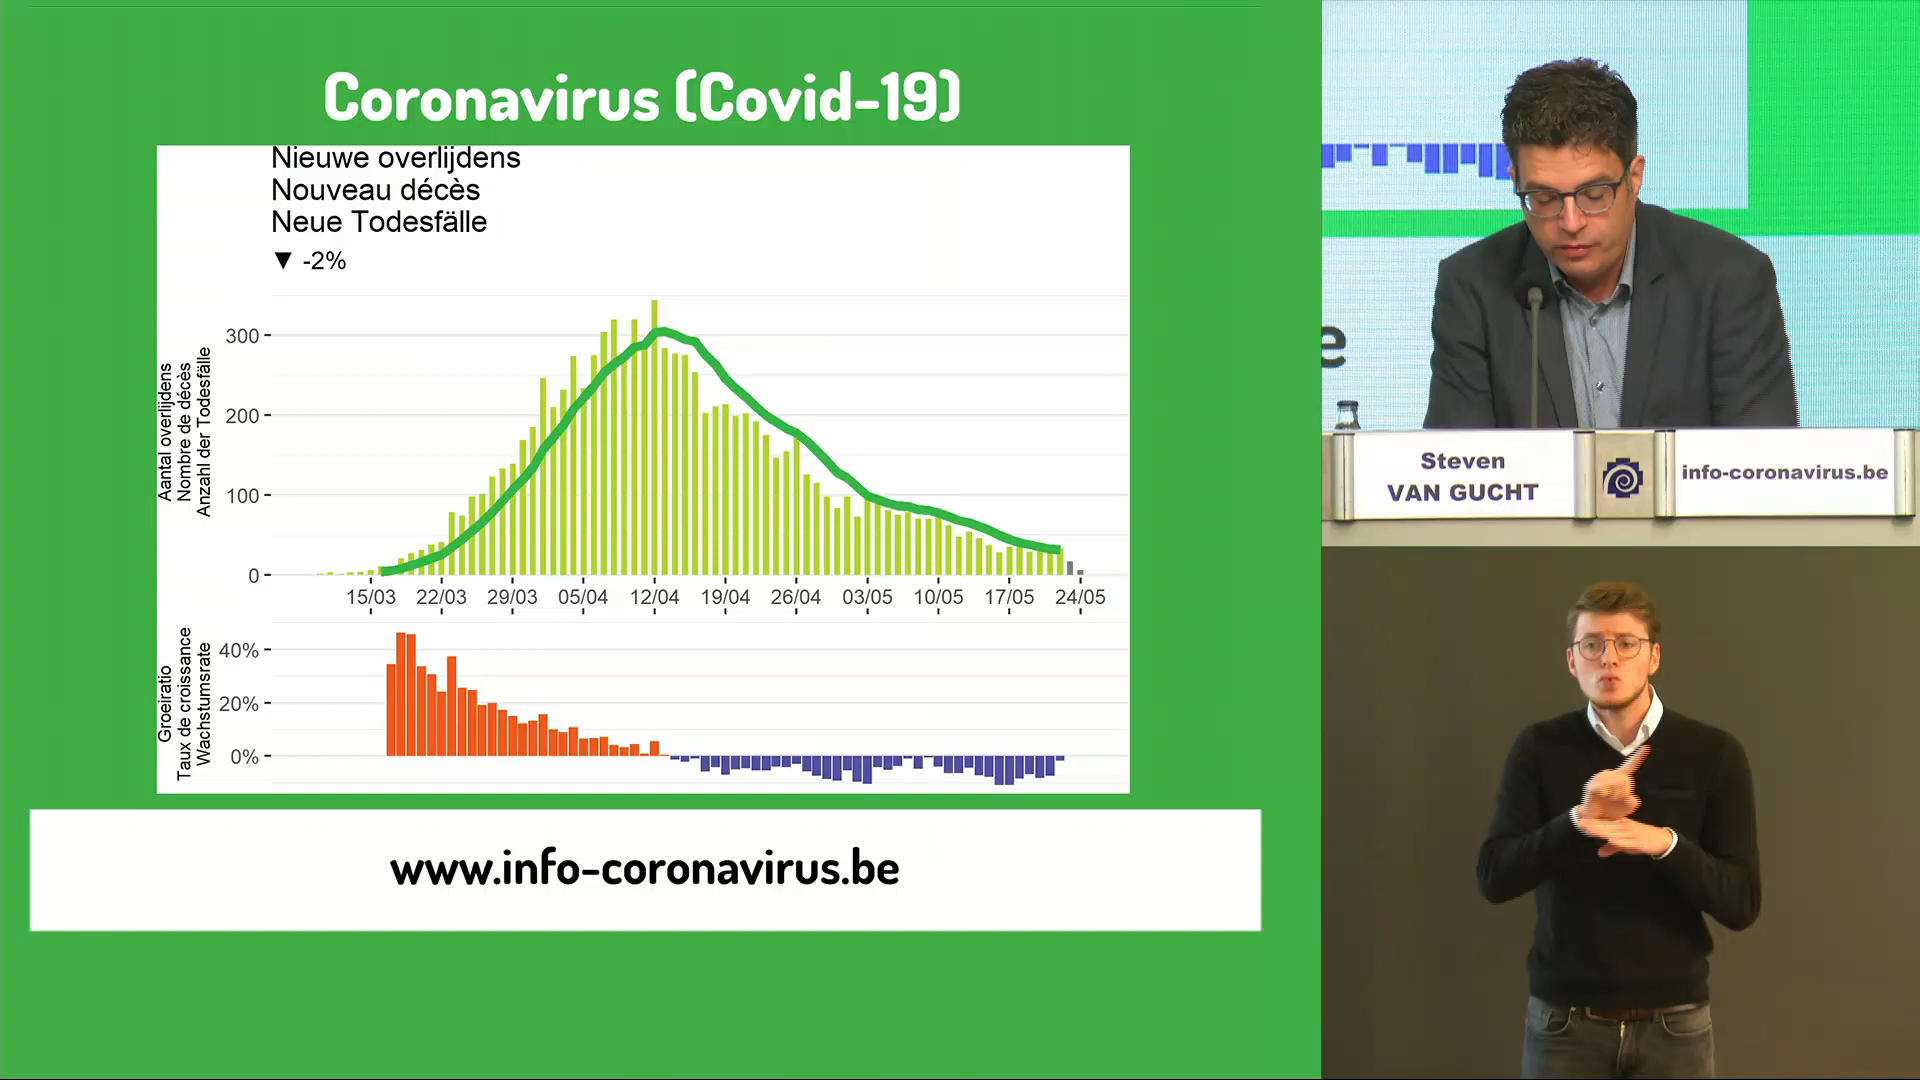 Coronavirus (Covid-19)
Nieuwe overlijdens
Nouveau décès
Neue Todesfälle
▼ -2%
Aantal overlijdens
Nombre de décès
Anzahl der Todesfälle
300
200
100
0
15/03 22/03 29/03 05/04 12/04 19/04 26/04 03/05 10/05 17/05 24/05
Groeiratio
Taux de croissance
Wachstumsrate
40%
20%
0%
www.info-coronavirus.be
e
Steven
VAN GUCHT
info-coronavirus.be